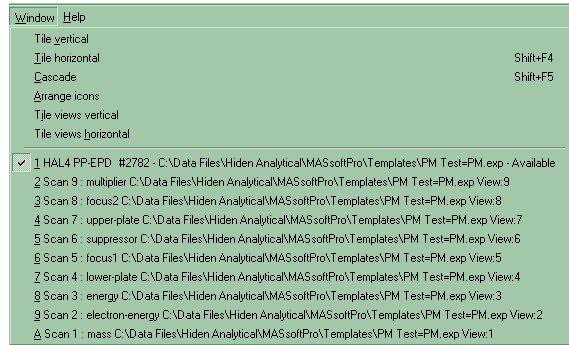 Window Help
Tile vertical
Tile horizontal Shift+F4
Cascade Shift+F5
Arrange icons
Tile views vertical
Tile views horizontal
1 HAL4 PP-EPD #2782 - C:\Data Files\Hiden Analytical\MASsoftPro\Templates\PM Test=PM.exp - Available
2 Scan 9 : multiplier C:\Data Files\Hiden Analytical\MASsoftPro\Templates\PM Test=PM.exp View:9
3 Scan 8 : focus2 C:\Data Files\Hiden Analytical\MASsoftPro\Templates\PM Test=PM.exp View:8
4 Scan 7 : upper-plate C:\Data Files\Hiden Analytical\MASsoftPro\Templates\PM Test=PM.exp View:7
5 Scan 6 : suppressor C:\Data Files\Hiden Analytical\MASsoftPro\Templates\PM Test=PM.exp View:6
6 Scan 5 : focus1 C:\Data Files\Hiden Analytical\MASsoftPro\Templates\PM Test=PM.exp View:5
7 Scan 4 : lower-plate C:\Data Files\Hiden Analytical\MASsoftPro\Templates\PM Test=PM.exp View:4
8 Scan 3 : energy C:\Data Files\Hiden Analytical\MASsoftPro\Templates\PM Test=PM.exp View:3
9 Scan 2 : electron-energy C:\Data Files\Hiden Analytical\MASsoftPro\Templates\PM Test=PM.exp View:2
A Scan 1 : mass C:\Data Files\Hiden Analytical\MASsoftPro\Templates\PM Test=PM.exp View:1